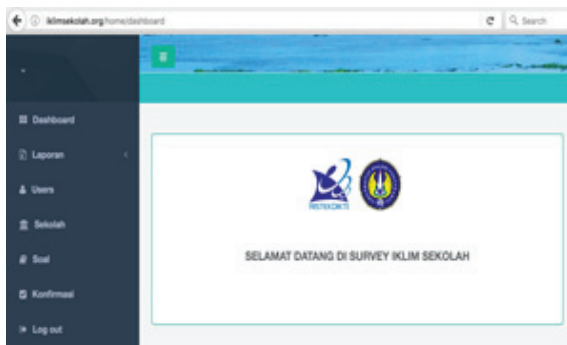 iklimsekolah.org/home/dashboard
Search
Dashboard
Laporan
Users
Sekolah
Soal
Konfirmasi
Log out
RISTEKDIKTI
SELAMAT DATANG DI SURVEY IKLIM SEKOLAH